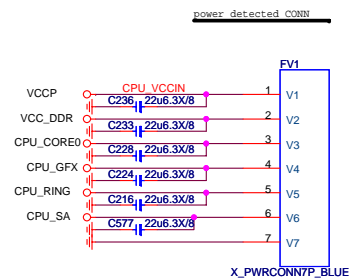 power detected CONN
FV1
CPU_VCCIN
VCCP 1 V1
C236 22u6.3X/8
VCC_DDR 2 V2
C233 22u6.3X/8
CPU_CORE0 3 V3
C228 22u6.3X/8
CPU_GFX 4 V4
C224 22u6.3X/8
CPU_RING 5 V5
C216 22u6.3X/8
CPU_SA 6 V6
C577 22u6.3X/8
7 V7
X_PWRCONN7P_BLUE